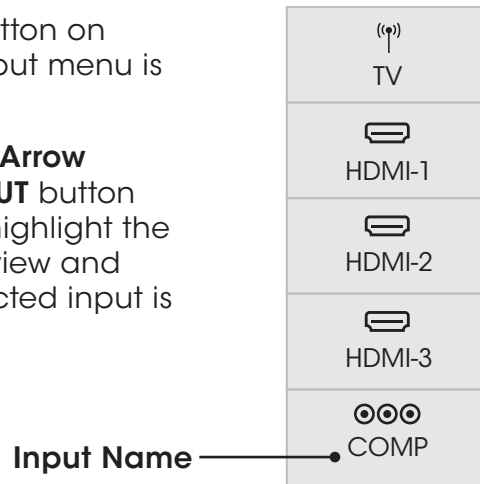 tton on
out menu is
Arrow
UT button
highlight the
view and
cted input is
TV
HDMI-1
HDMI-2
HDMI-3
COMP
Input Name